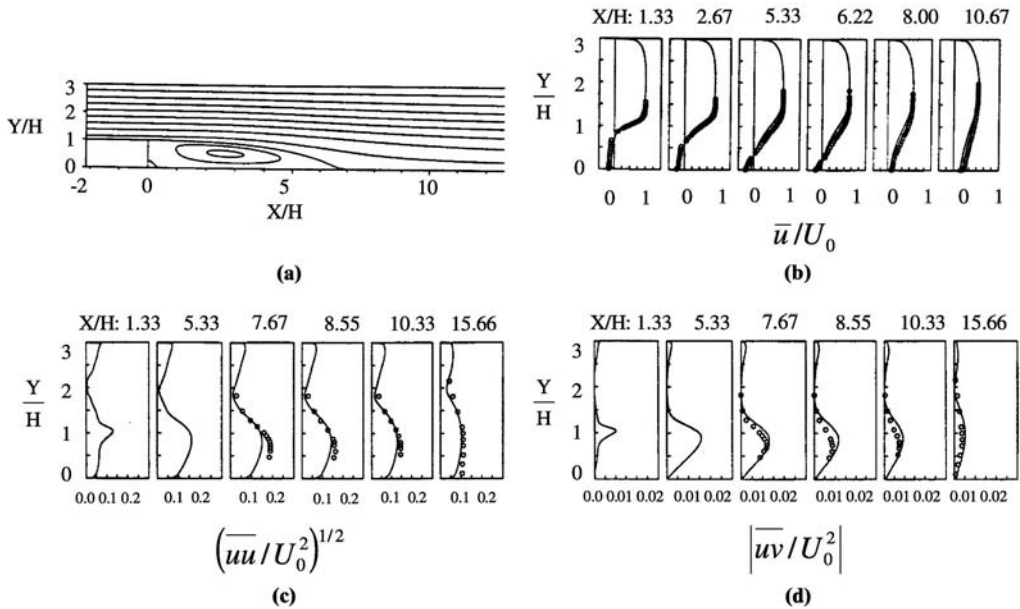 3
2
Y/H
1
0
-2 0 5 10
X/H
(a)
X/H: 1.33 2.67 5.33 6.22 8.00 10.67
3
2
Y
H
1
0
0 1 0 1 0 1 0 1 0 1 0 1
u̅/U₀
(b)
X/H: 1.33 5.33 7.67 8.55 10.33 15.66
3
2
Y
H
1
0
0.0 0.1 0.2 0.1 0.2 0.1 0.2 0.1 0.2 0.1 0.2 0.1 0.2
(u̅u̅/U₀²)^1/2
(c)
X/H: 1.33 5.33 7.67 8.55 10.33 15.66
3
2
Y
H
1
0
0.0 0.01 0.02 0.01 0.02 0.01 0.02 0.01 0.02 0.01 0.02 0.01 0.02
|u̅v̅/U₀²|
(d)